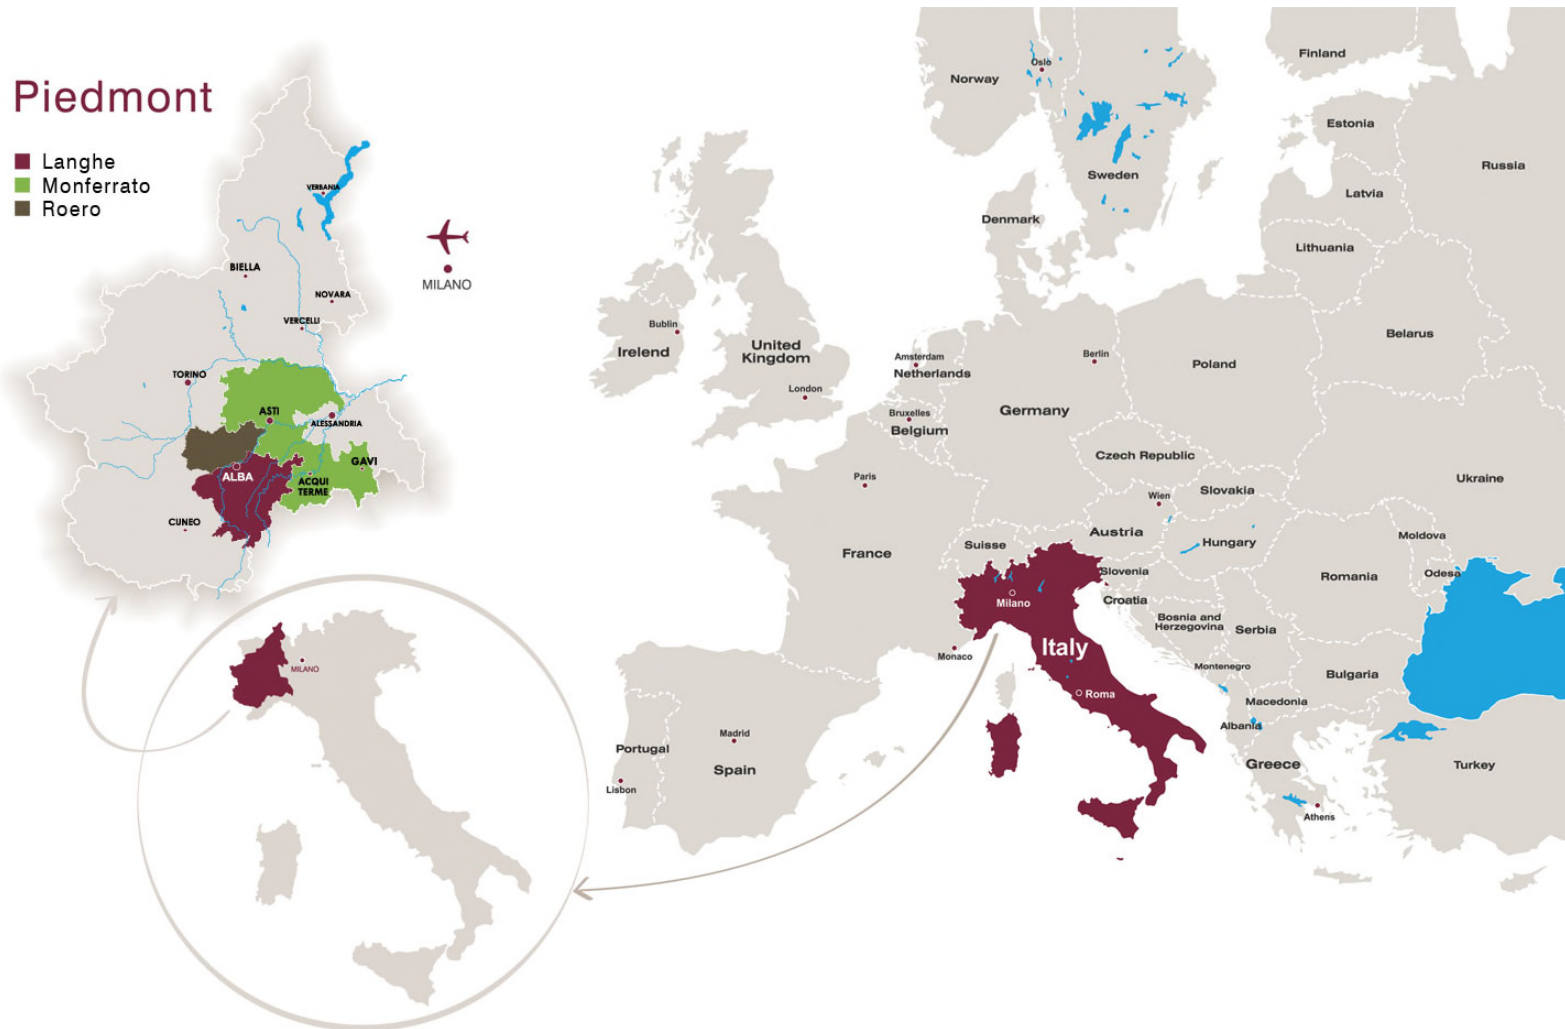 Piedmont
Langhe
Monferrato
Roero
VERBANIA
BIELLA
NOVARA
VERCELLI
TORINO
ASTI
ALESSANDRIA
ALBA
GAVI
ACQUI
TERME
CUNEO
MILANO
MILANO
Norway
Oslò
Finland
Sweden
Estonia
Russia
Latvia
Denmark
Lithuania
Belarus
Bublin
Irelend
United
Kingdom
London
Amsterdam
Netherlands
Berlin
Poland
Bruxelles
Belgium
Germany
Czech Republic
Ukraine
Paris
Slovakia
Wien
Austria
Hungary
Moldova
France
Suisse
Slovenia
Romania
Odesa
Croatia
Milano
Bosnia and
Herzegovina
Serbia
Italy
Monaco
Montenegro
Bulgaria
Roma
Macedonia
Albania
Portugal
Madrid
Spain
Lisbon
Greece
Turkey
Athens